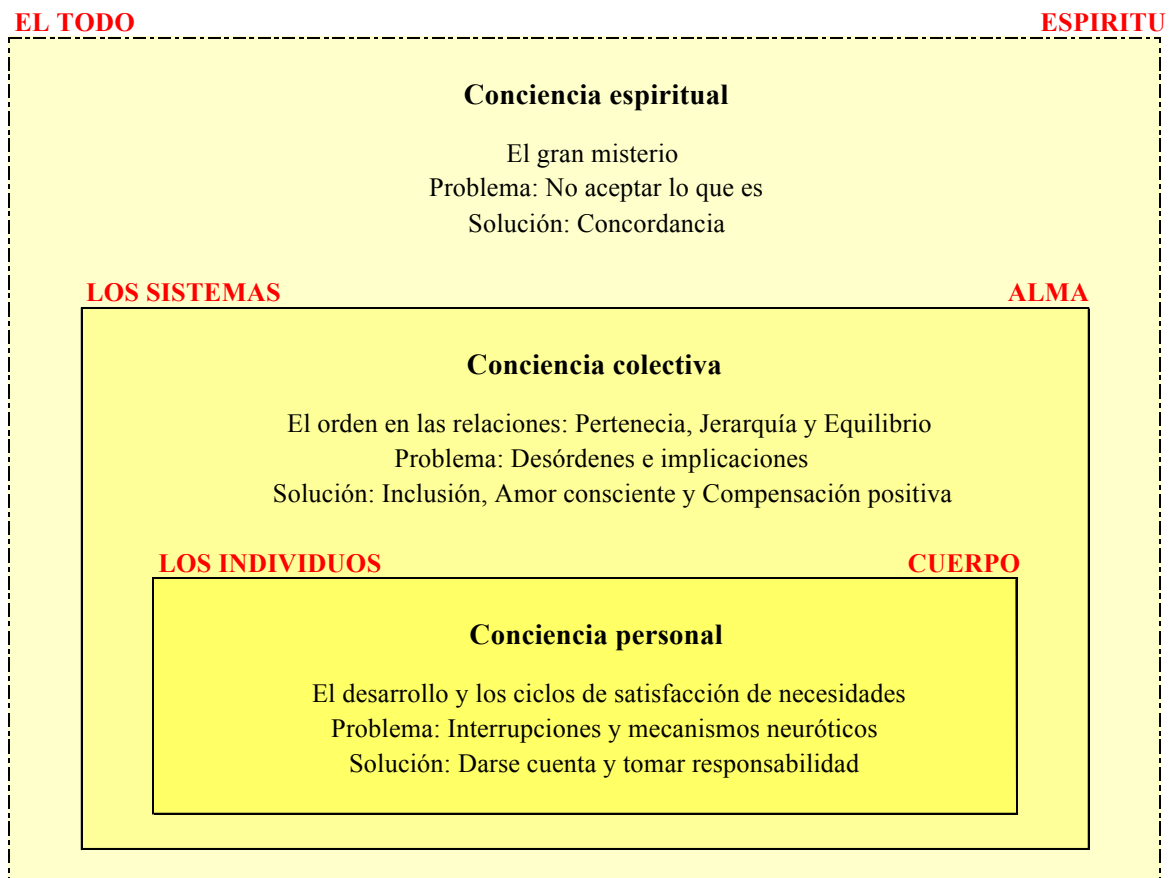 EL TODO ESPIRITU
Conciencia espiritual
El gran misterio
Problema: No aceptar lo que es
Solución: Concordancia
LOS SISTEMAS ALMA
Conciencia colectiva
El orden en las relaciones: Pertenecia, Jerarquía y Equilibrio
Problema: Desórdenes e implicaciones
Solución: Inclusión, Amor consciente y Compensación positiva
LOS INDIVIDUOS CUERPO
Conciencia personal
El desarrollo y los ciclos de satisfacción de necesidades
Problema: Interrupciones y mecanismos neuróticos
Solución: Darse cuenta y tomar responsabilidad